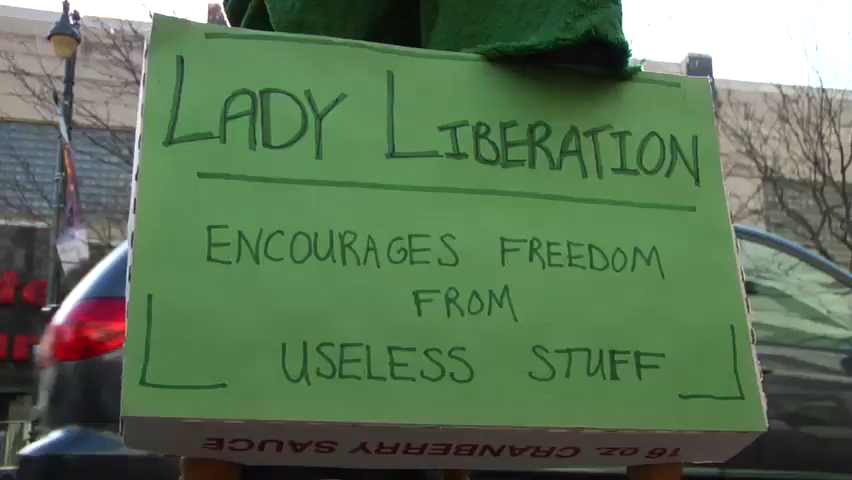 LADY LIBERATION
ENCOURAGES FREEDOM
FROM
USELESS STUFF
16 OZ. CRANBERRY SAUCE